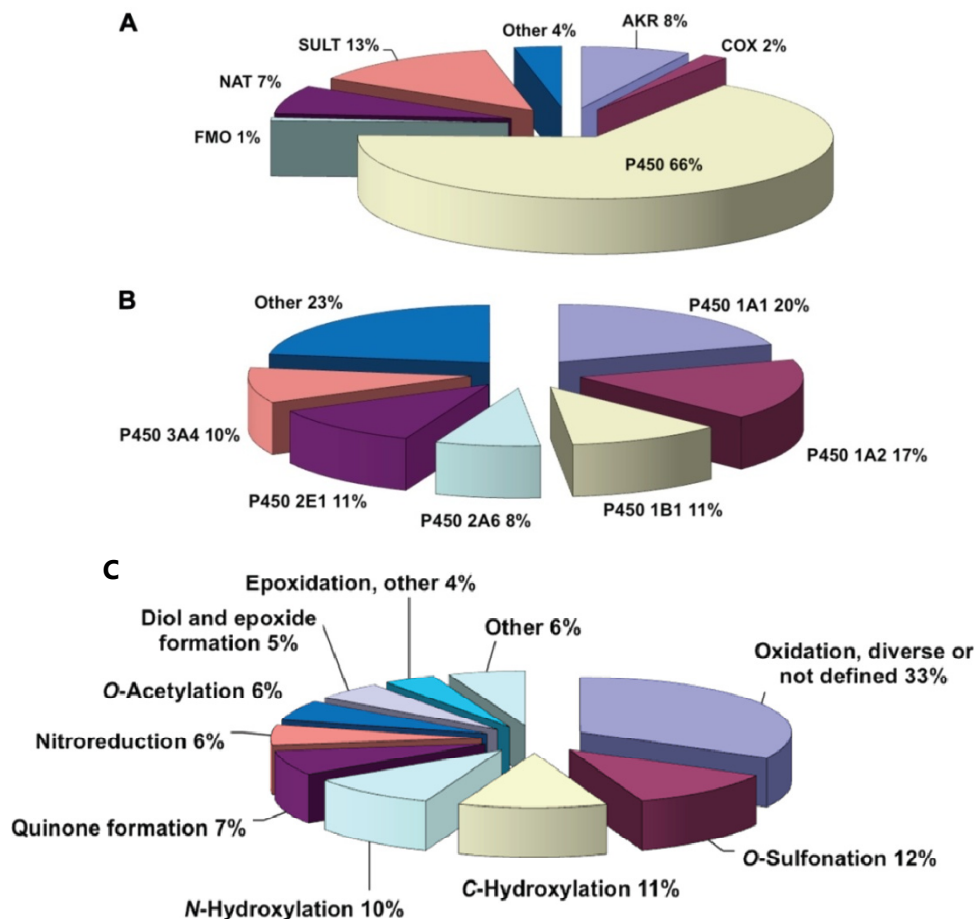 A
Other 4%
AKR 8%
SULT 13%
COX 2%
NAT 7%
FMO 1%
P450 66%
B
Other 23%
P450 1A1 20%
P450 3A4 10%
P450 1A2 17%
P450 2E1 11%
P450 2A6 8%
P450 1B1 11%
C
Epoxidation, other 4%
Diol and epoxide
formation 5%
Other 6%
Oxidation, diverse or
not defined 33%
O-Acetylation 6%
Nitroreduction 6%
Quinone formation 7%
O-Sulfonation 12%
C-Hydroxylation 11%
N-Hydroxylation 10%